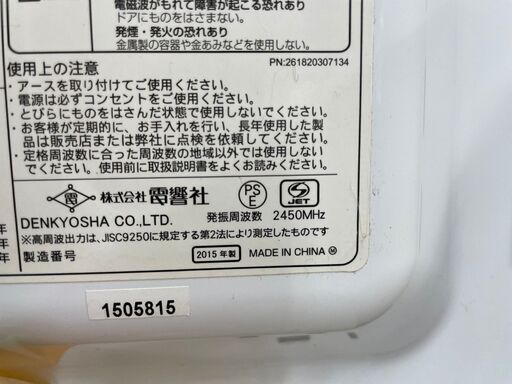 電磁波がもれて障害が起こる恐れあり
ドアにものをはさまない。
発煙・発火の恐れあり
金属製の容器や金あみなどを使用しない。
使用上の注意
PN:261820307134
・アースを取り付けてご使用ください。
・電源は必ずコンセントをご使用ください。
・とびらにものをはさんだ状態で使用しないでください。
・お客様が定期的に、お手入れを行い、長年使用した製
品は販売店または弊社に点検を依頼してください。
・定格周波数に合った周波数の地域以外では使用しない
でください。使用前に取扱説明書をよくお読みください。
電 株式会社 電響社 PS E S JET
DENKYOSHA CO.,LTD. 発振周波数 2450MHz
※高周波出力は、JISC9250に規定する第2法により測定したものです
製造番号 2015年製 MADE IN CHINA Ⓜ
年
年
年
1505815